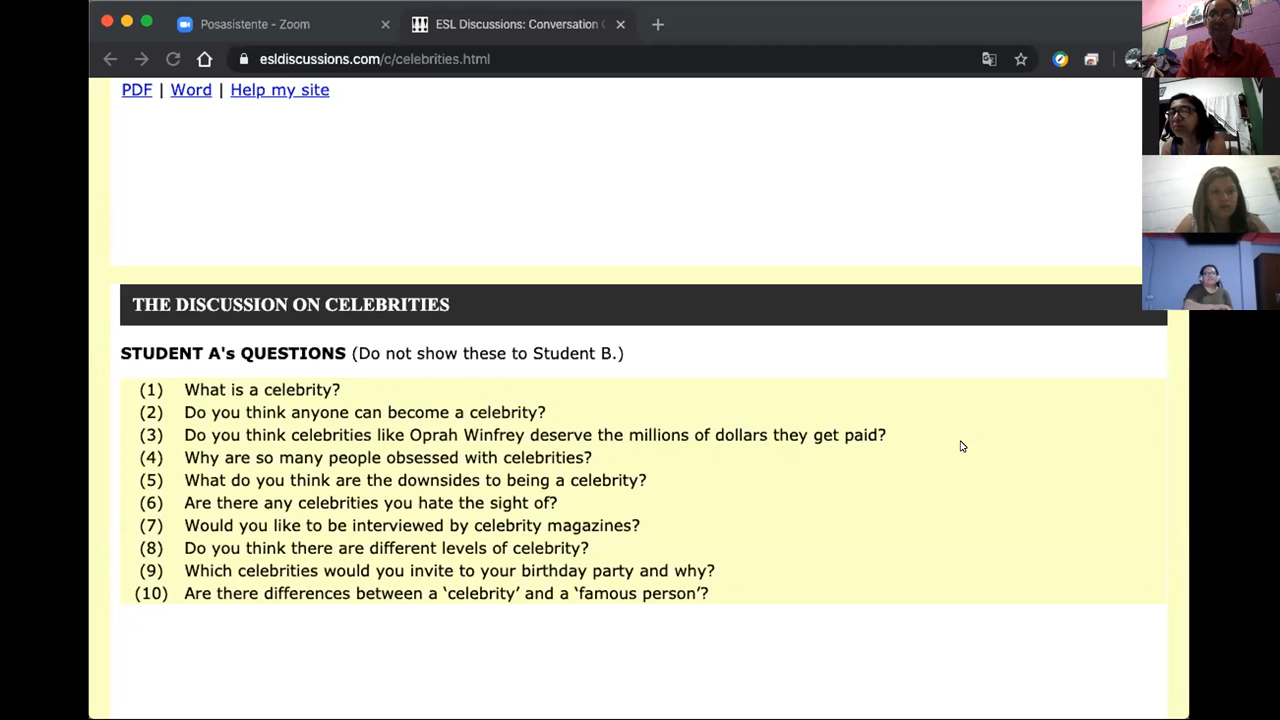 Posasistente - Zoom
ESL Discussions: Conversation
esldiscussions.com/c/celebrities.html
PDF | Word | Help my site
THE DISCUSSION ON CELEBRITIES
STUDENT A's QUESTIONS (Do not show these to Student B.)
(1) What is a celebrity?
(2) Do you think anyone can become a celebrity?
(3) Do you think celebrities like Oprah Winfrey deserve the millions of dollars they get paid?
(4) Why are so many people obsessed with celebrities?
(5) What do you think are the downsides to being a celebrity?
(6) Are there any celebrities you hate the sight of?
(7) Would you like to be interviewed by celebrity magazines?
(8) Do you think there are different levels of celebrity?
(9) Which celebrities would you invite to your birthday party and why?
(10) Are there differences between a ‘celebrity’ and a ‘famous person’?